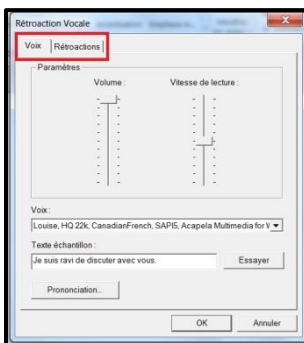 Rétroaction Vocale
Voix Rétroactions
Paramètres
Volume : Vitesse de lecture :
Voix :
Louise, HQ 22k, CanadianFrench, SAPI5, Acapela Multimedia for V
Texte échantillon :
Je suis ravi de discuter avec vous. Essayer
Prononciation...
OK Annuler